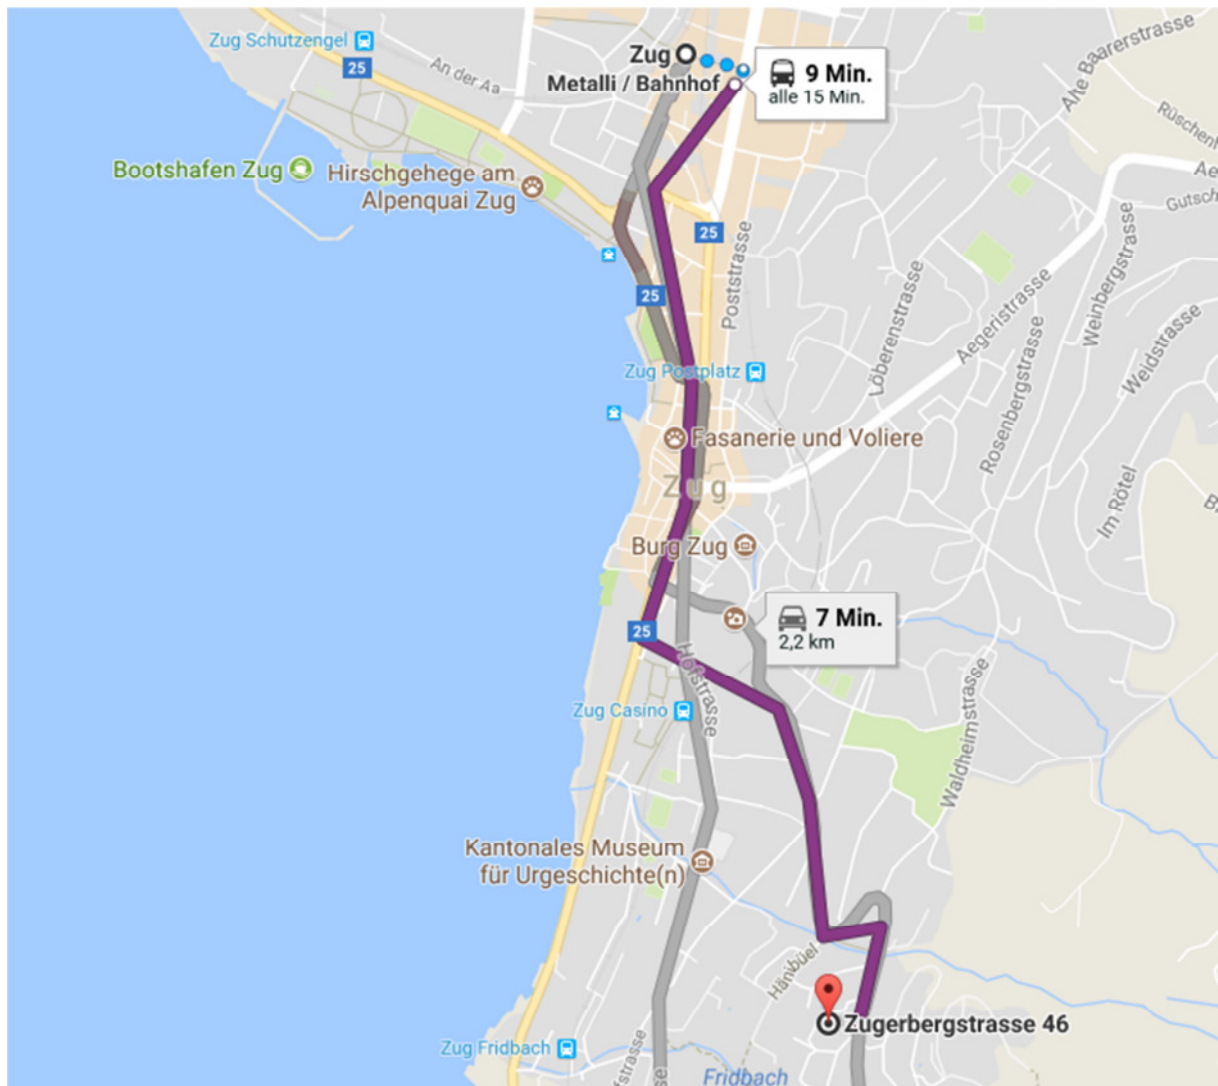 Zug Schutzengel
25
An der Aa
Zug
Metalli / Bahnhof
9 Min.
alle 15 Min.
Alte Baarerstrasse
Bootshafen Zug
Hirschgehege am
Alpenquai Zug
25
25
Poststrasse
Löberenstrasse
Aegeristrasse
Weinbergstrasse
Weidstrasse
Rosenbergstrasse
Zug Postplatz
Fasanerie und Voliere
Zug
Im Rötel
Burg Zug
7 Min.
2,2 km
25
Hofstrasse
Waldheimstrasse
Zug Casino
Kantonales Museum
für Urgeschichte(n)
Hänibüel
Zugerbergstrasse 46
Zug Fridbach
Fridbach